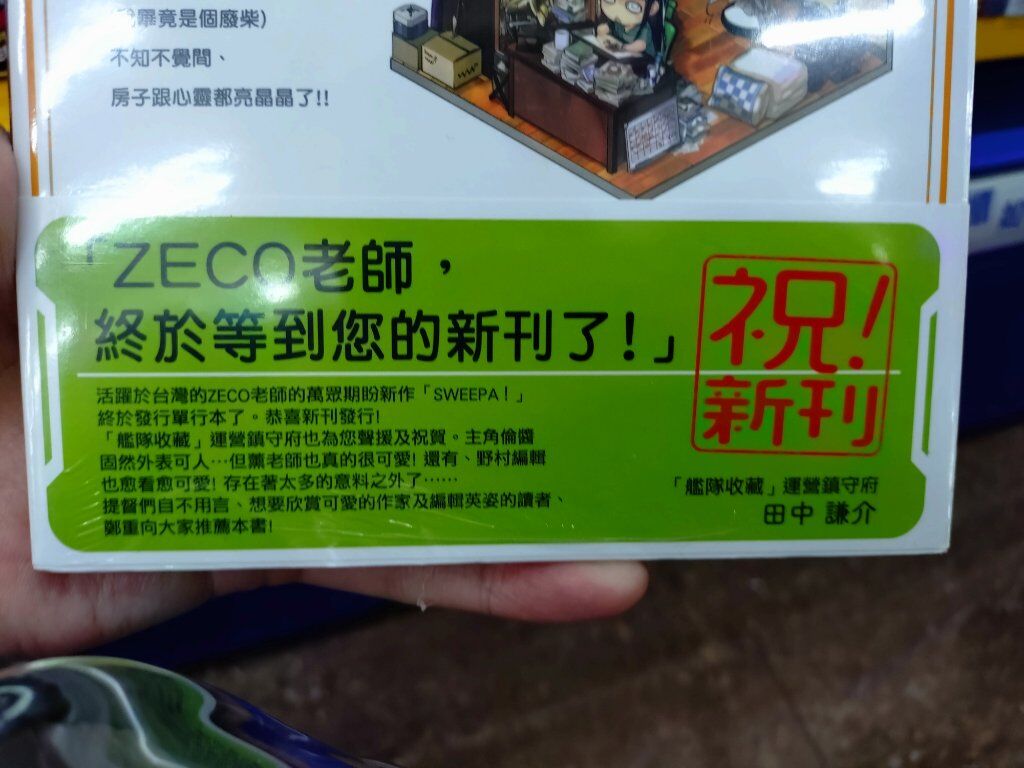 竟是個廢柴)
不知不覺間、
房子跟心靈都亮晶晶了!!
「ZECO老師，
終於等到您的新刊了!」
祝!
新刊
活躍於台灣的ZECO老師的萬眾期盼新作「SWEEPA!」
終於發行單行本了。恭喜新刊發行!
「艦隊收藏」運營鎮守府也為您聲援及祝賀。主角倫醬
固然外表可人…但薰老師也真的很可愛! 還有、野村編輯
也愈看愈可愛! 存在著太多的意料之外了……
提督們自不用言、想要欣賞可愛的作家及編輯英姿的讀者、
鄭重向大家推薦本書!
「艦隊收藏」運營鎮守府
田中 謙介